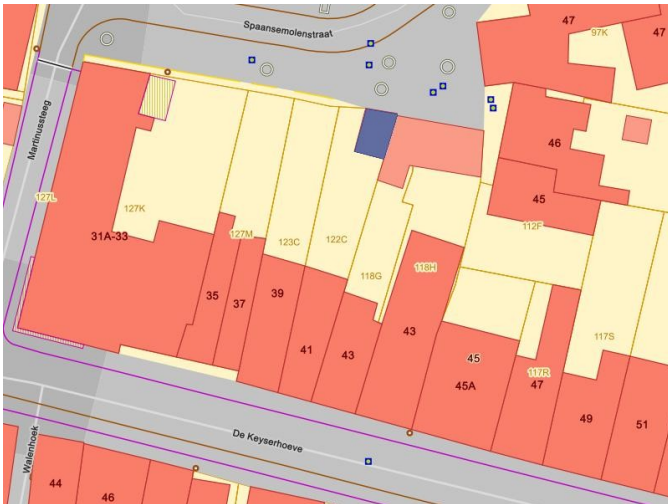 Spaansemolenstraat
47
97K
47
Martinussteeg
46
127L
127K
45
31A-33
127M
123C
122C
112F
118G
118H
35
37
39
41
43
43
45
45A
117R
47
117S
49
51
De Keyserhoeve
Walenhoek
44
46